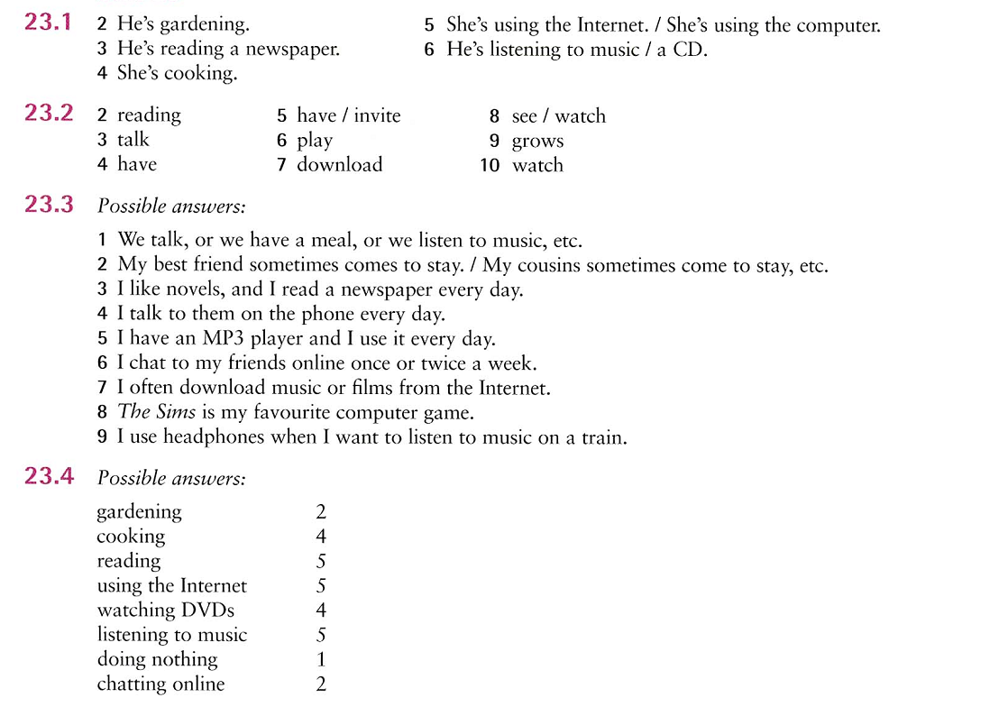 23.1 2 He's gardening. 5 She's using the Internet. / She's using the computer.
3 He's reading a newspaper. 6 He's listening to music / a CD.
4 She's cooking.
23.2 2 reading 5 have / invite 8 see / watch
3 talk 6 play 9 grows
4 have 7 download 10 watch
23.3 Possible answers:
1 We talk, or we have a meal, or we listen to music, etc.
2 My best friend sometimes comes to stay. / My cousins sometimes come to stay, etc.
3 I like novels, and I read a newspaper every day.
4 I talk to them on the phone every day.
5 I have an MP3 player and I use it every day.
6 I chat to my friends online once or twice a week.
7 I often download music or films from the Internet.
8 The Sims is my favourite computer game.
9 I use headphones when I want to listen to music on a train.
23.4 Possible answers:
gardening 2
cooking 4
reading 5
using the Internet 5
watching DVDs 4
listening to music 5
doing nothing 1
chatting online 2